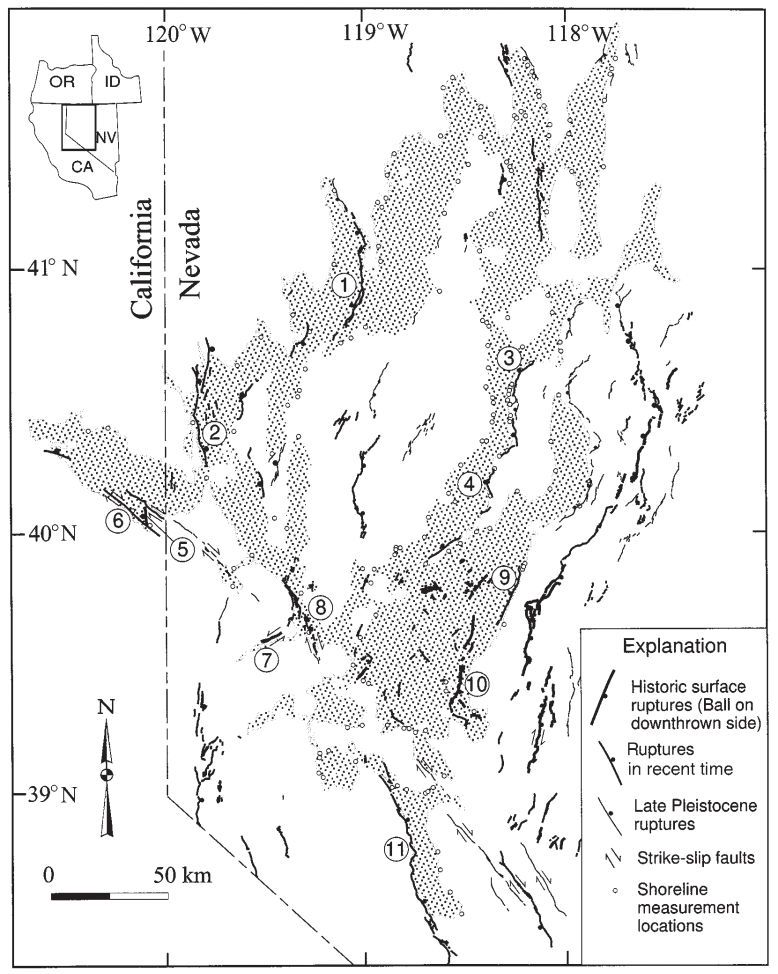 120°W
119°W
118°W
OR
ID
NV
CA
California
Nevada
41°N
1
3
2
4
6
5
40°N
9
8
7
10
Explanation
Historic surface
ruptures (Ball on
downthrown side)
Ruptures
in recent time
Late Pleistocene
ruptures
Strike-slip faults
Shoreline
measurement
locations
N
39°N
11
0
50 km